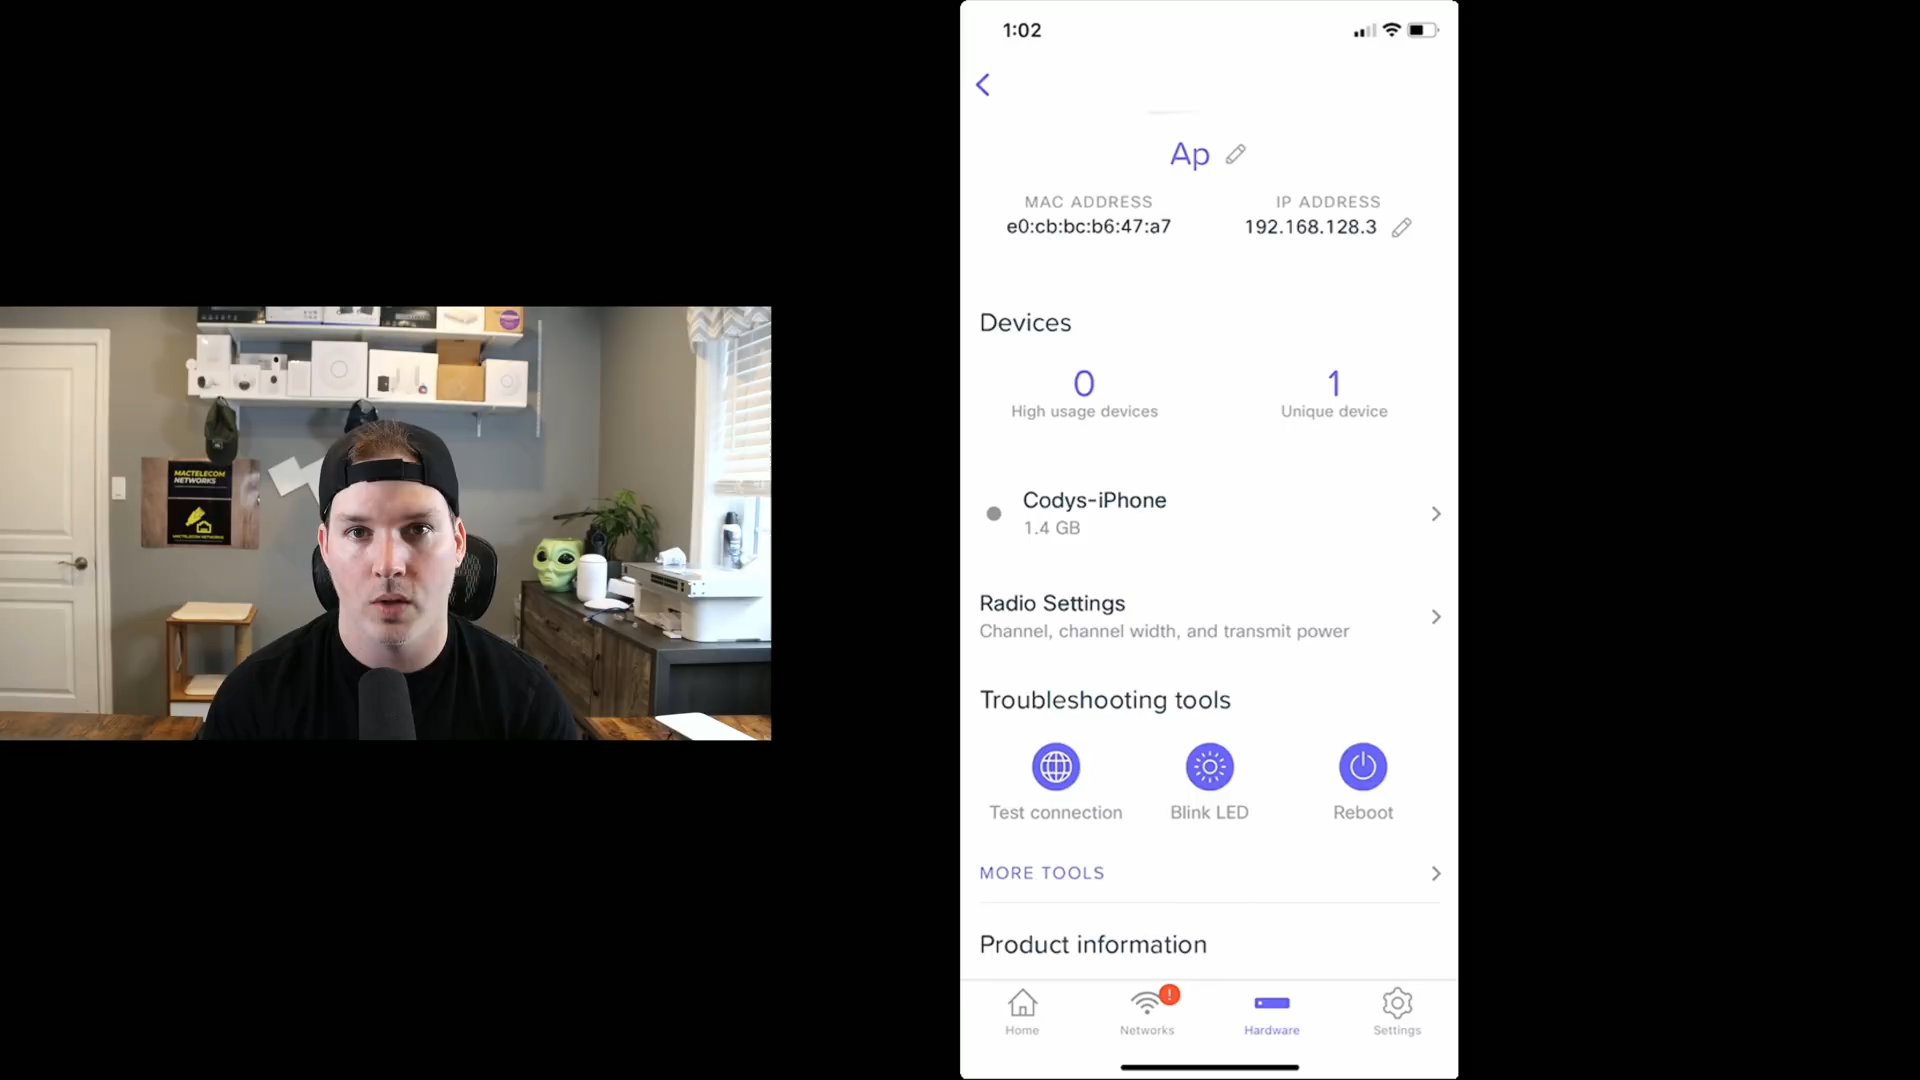 MACTELECOM
NETWORKS
MACTELECOM NETWORKS
1:02
Ap
MAC ADDRESS
e0:cb:bc:b6:47:a7
IP ADDRESS
192.168.128.3
Devices
0
High usage devices
1
Unique device
Codys-iPhone
1.4 GB
Radio Settings
Channel, channel width, and transmit power
Troubleshooting tools
Test connection
Blink LED
Reboot
MORE TOOLS
Product information
!
Home
Networks
Hardware
Settings